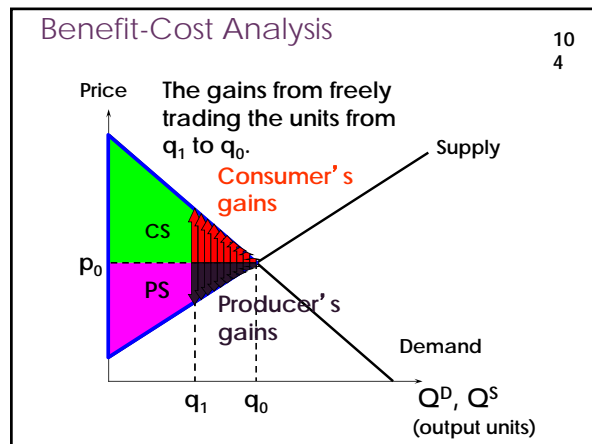 Benefit-Cost Analysis
10
4
Price
The gains from freely
trading the units from
q₁ to q₀.
Supply
Consumer’s
gains
CS
p₀
PS
Producer’s
gains
Demand
q₁ q₀
Qᴰ, Qˢ
(output units)